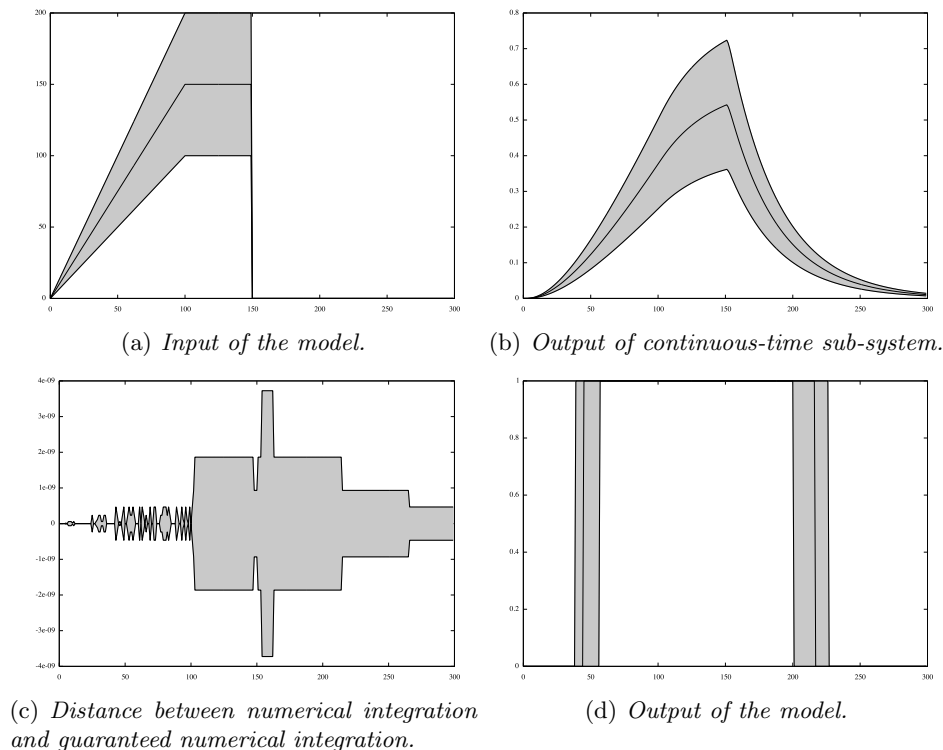 200
150
100
50
0
0 50 100 150 200 250 300
(a) Input of the model.
0.8
0.7
0.6
0.5
0.4
0.3
0.2
0.1
0
0 50 100 150 200 250 300
(b) Output of continuous-time sub-system.
4e-09
3e-09
2e-09
1e-09
0
-1e-09
-2e-09
-3e-09
-4e-09
0 50 100 150 200 250 300
(c) Distance between numerical integration
and guaranteed numerical integration.
1
0.8
0.6
0.4
0.2
0
0 50 100 150 200 250 300
(d) Output of the model.